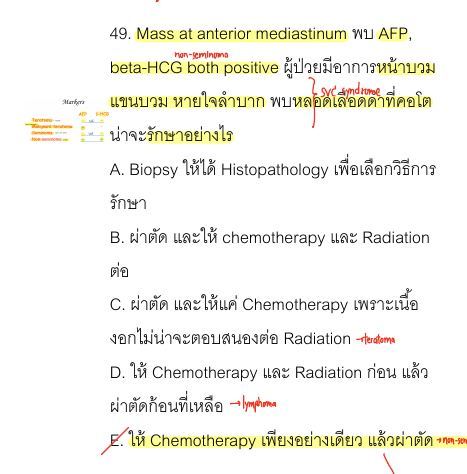 49. Mass at anterior mediastinum พบ AFP,
non-seminoma
beta-HCG both positive ผู้ป่วยมีอาการหน้าบวม
SVC syndrome
แขนบวม หายใจลำบาก พบหลอดเลือดดำที่คอโต
น่าจะรักษาอย่างไร
Markers
AFP β-HCG
Teratoma
A. Biopsy ให้ได้ Histopathology เพื่อเลือกวิธีการ
รักษา
B. ผ่าตัด และให้ chemotherapy และ Radiation
ต่อ
C. ผ่าตัด และให้แค่ Chemotherapy เพราะเนื้อ
งอกไม่น่าจะตอบสนองต่อ Radiation → teratoma
D. ให้ Chemotherapy และ Radiation ก่อน แล้ว
ผ่าตัดก้อนที่เหลือ → lymphoma
E. ให้ Chemotherapy เพียงอย่างเดียว แล้วผ่าตัด → non-sem